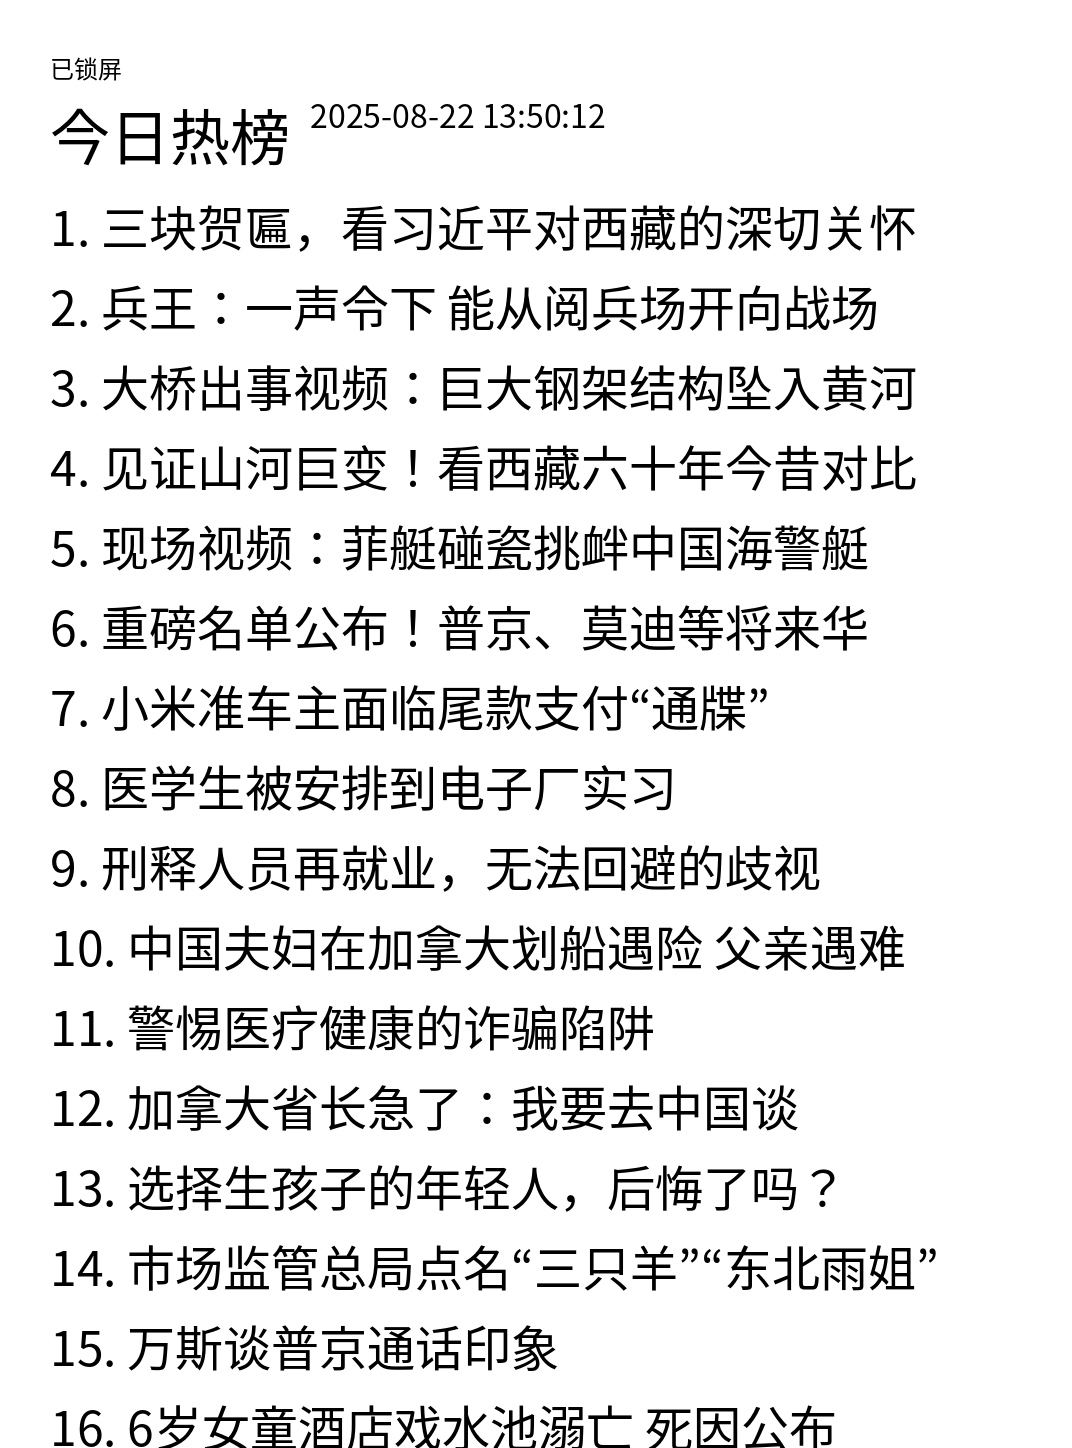 已锁屏
今日热榜 2025-08-22 13:50:12
1. 三块贺匾，看习近平对西藏的深切关怀
2. 兵王：一声令下 能从阅兵场开向战场
3. 大桥出事视频：巨大钢架结构坠入黄河
4. 见证山河巨变！看西藏六十年今昔对比
5. 现场视频：菲艇碰瓷挑衅中国海警艇
6. 重磅名单公布！普京、莫迪等将来华
7. 小米准车主面临尾款支付“通牒”
8. 医学生被安排到电子厂实习
9. 刑释人员再就业，无法回避的歧视
10. 中国夫妇在加拿大划船遇险 父亲遇难
11. 警惕医疗健康的诈骗陷阱
12. 加拿大省长急了：我要去中国谈
13. 选择生孩子的年轻人，后悔了吗？
14. 市场监管总局点名“三只羊”“东北雨姐”
15. 万斯谈普京通话印象
16. 6岁女童酒店戏水池溺亡 死因公布